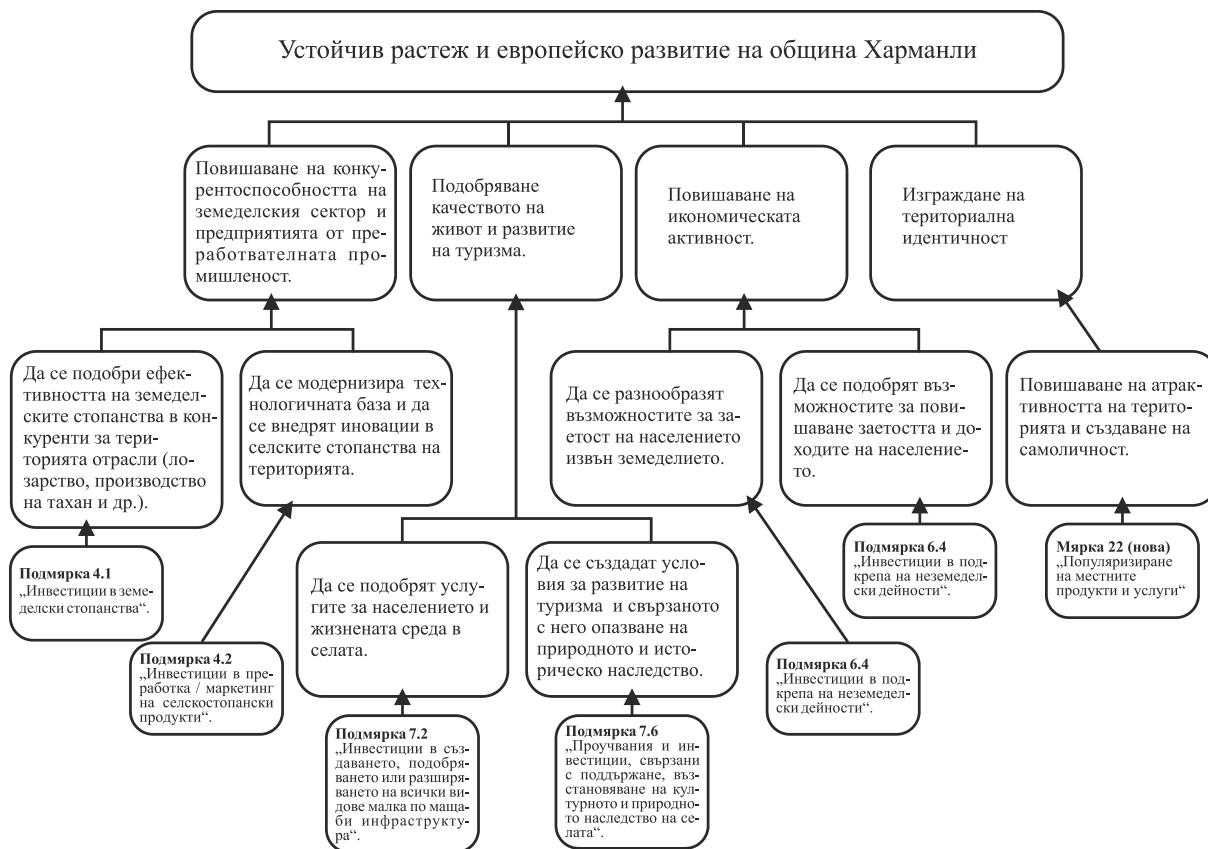 Устойчив растеж и европейско развитие на община Харманли
Повишаване на конку-
рентоспособността на
земеделския сектор и
предприятията от пре-
работвателната про-
мишленост.
Подобряване
качеството на
живот и развитие
на туризма.
Повишаване на
икономическата
активност.
Изграждане на
териториална
идентичност
Да се подобри ефек-
тивността на земедел-
ските стопанства в кон-
куренти за тери-
торията отрасли (ло-
зарство, производство
на тахан и др.).
Да се модернизира тех-
нологичната база и да
се внедрят иновации в
селските стопанства на
територията.
Да се разнообразят
възможностите за за-
етост на населението
извън земеделието.
Да се подобрят въз-
можностите за пови-
шаване заетостта и до-
ходите на население-
то.
Повишаване на атрак-
тивността на терито-
рията и създаване на
самоличност.
Подмярка 4.1
„Инвестиции в земе-
делски стопанства“.
Подмярка 4.2
„Инвестиции в пре-
работка / маркетинг
на селскостопански
продукти“.
Да се подобрят услу-
гите за населението и
жизнената среда в
селата.
Да се създадат усло-
вия за развитие на
туризма и свързаното
с него опазване на
природното и исто-
рическо наследство.
Подмярка 6.4
„Инвестиции в под-
крепа на неземедел-
ски дейности“.
Мярка 22 (нова)
„Популяризиране
на местните
продукти и услуги“
Подмярка 6.4
„Инвестиции в под-
крепа на неземедел-
ски дейности“.
Подмярка 7.2
„Инвестиции в съз-
даването, подобря-
ването или разширя-
ването на всички ви-
дове малка по маща-
би инфраструкту-
ра“.
Подмярка 7.6
„Проучвания и ин-
вестиции, свързани
с поддържане, въз-
становяване на кул-
турното и природно-
то наследство на се-
лата“.